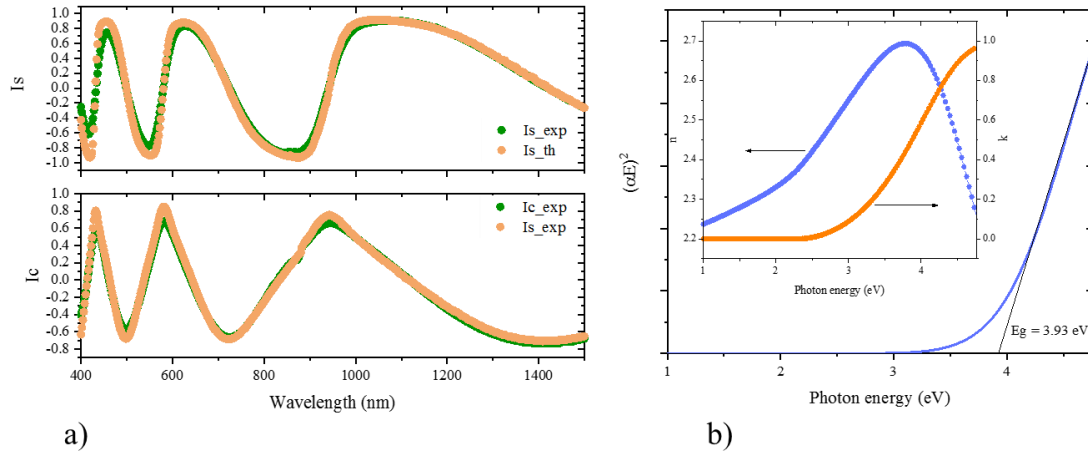 1.0
0.8
0.6
0.4
0.2
0.0
-0.2
-0.4
-0.6
-0.8
-1.0
Is
Is_exp
Is_th
1.0
0.8
0.6
0.4
0.2
0.0
-0.2
-0.4
-0.6
-0.8
Ic
Ic_exp
Is_exp
400 600 800 1000 1200 1400
Wavelength (nm)
a)
(αE)²
2.7
2.6
2.4
2.3
2.2
n
1.0
0.8
0.6
0.4
0.2
0.0
k
1 2 3 4
Photon energy (eV)
Eg = 3.93 eV
1 2 3 4
Photon energy (eV)
b)